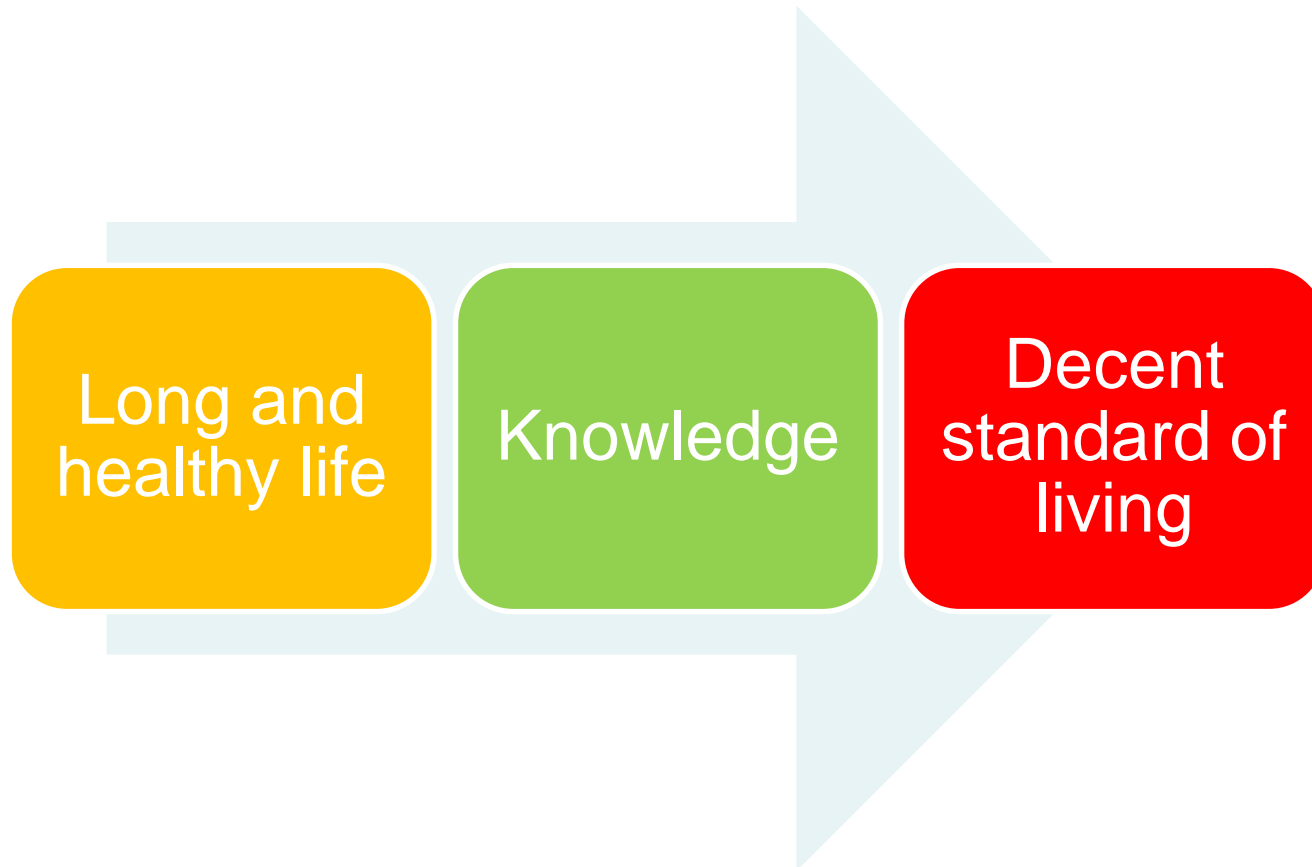 Long and
healthy life
Knowledge
Decent
standard of
living